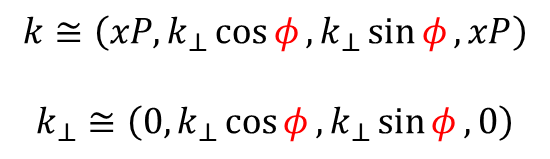 k ≅ (xP, k⊥ cos ϕ , k⊥ sin ϕ , xP)
k⊥ ≅ (0, k⊥ cos ϕ , k⊥ sin ϕ , 0)